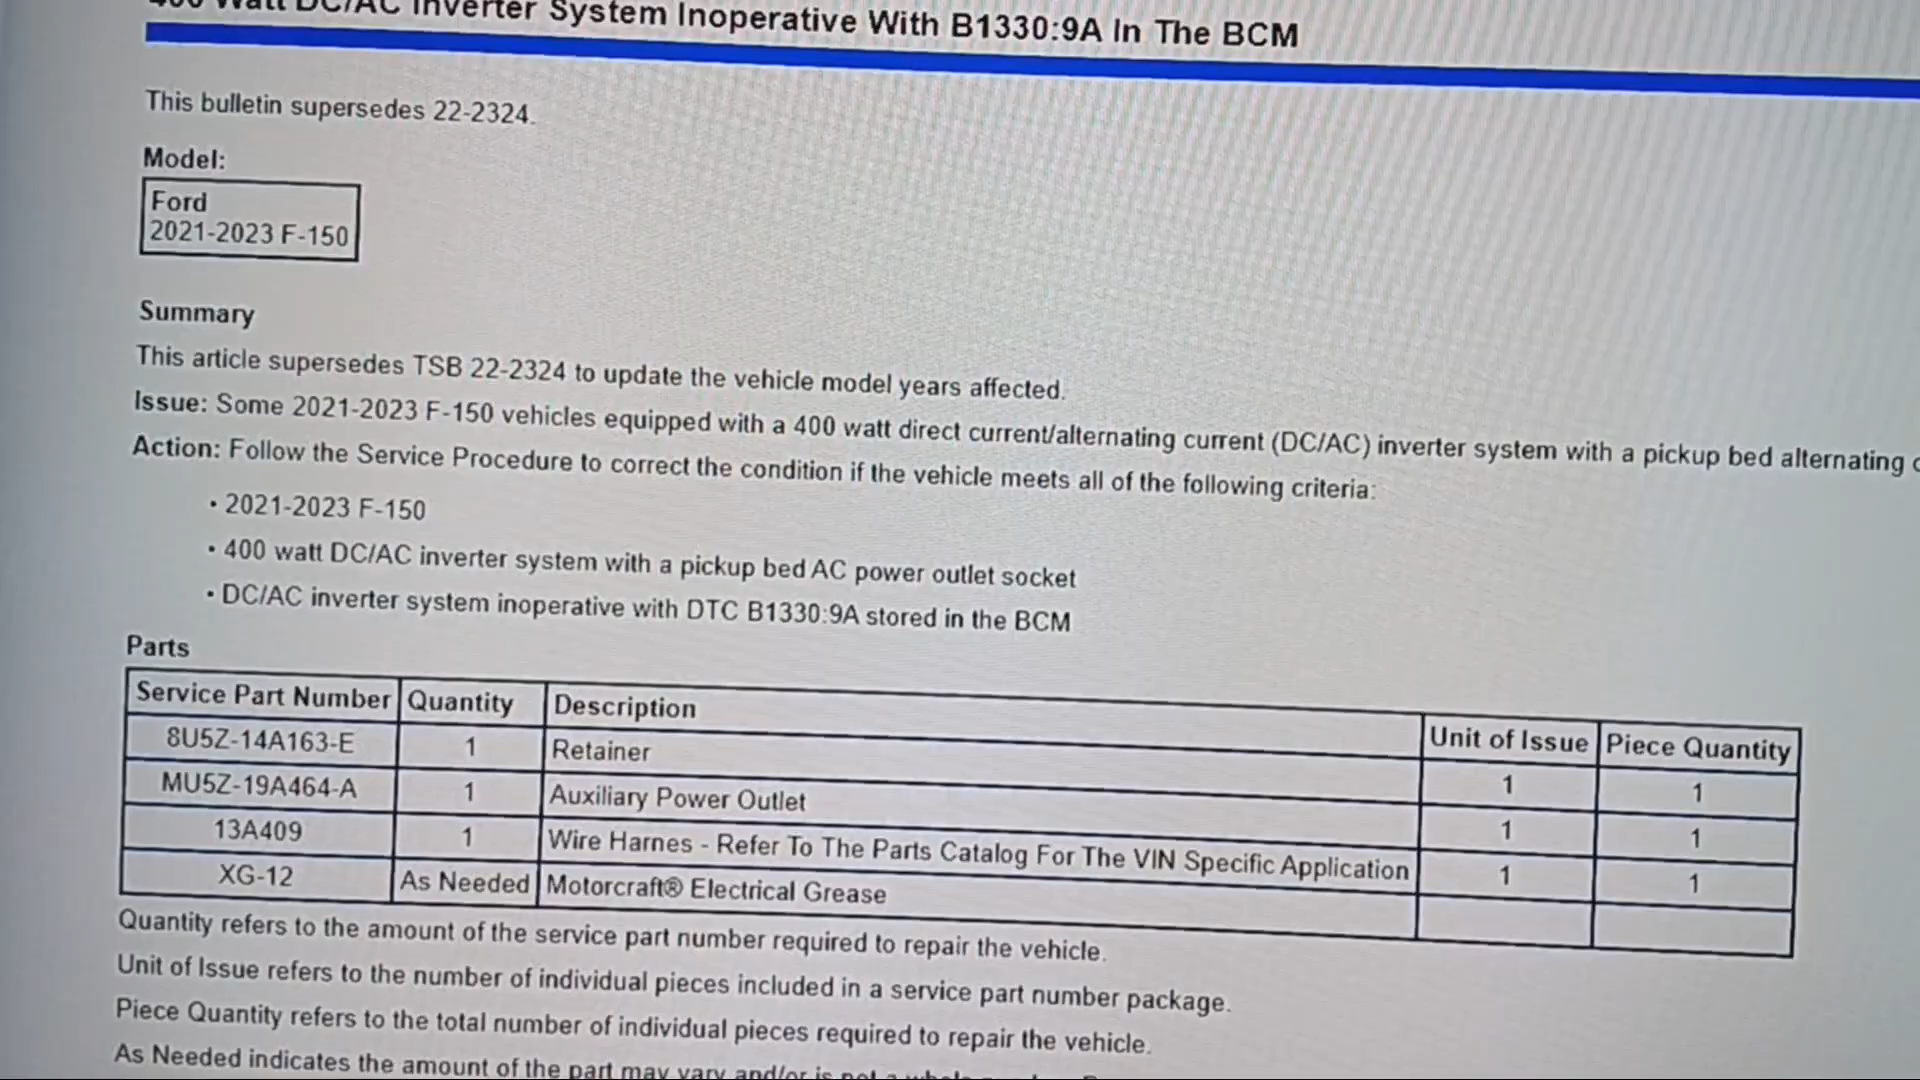 400 Watt DC/AC Inverter System Inoperative With B1330:9A In The BCM
This bulletin supersedes 22-2324.
Model:
Ford
2021-2023 F-150
Summary
This article supersedes TSB 22-2324 to update the vehicle model years affected.
Issue: Some 2021-2023 F-150 vehicles equipped with a 400 watt direct current/alternating current (DC/AC) inverter system with a pickup bed alternating
Action: Follow the Service Procedure to correct the condition if the vehicle meets all of the following criteria:
• 2021-2023 F-150
• 400 watt DC/AC inverter system with a pickup bed AC power outlet socket
• DC/AC inverter system inoperative with DTC B1330:9A stored in the BCM
Parts
Service Part Number Quantity Description Unit of Issue Piece Quantity
8U5Z-14A163-E 1 Retainer 1 1
MU5Z-19A464-A 1 Auxiliary Power Outlet 1 1
13A409 1 Wire Harnes - Refer To The Parts Catalog For The VIN Specific Application 1 1
XG-12 As Needed Motorcraft® Electrical Grease
Quantity refers to the amount of the service part number required to repair the vehicle.
Unit of Issue refers to the number of individual pieces included in a service part number package.
Piece Quantity refers to the total number of individual pieces required to repair the vehicle.
As Needed indicates the amount of the part may vary and/or is not a whole